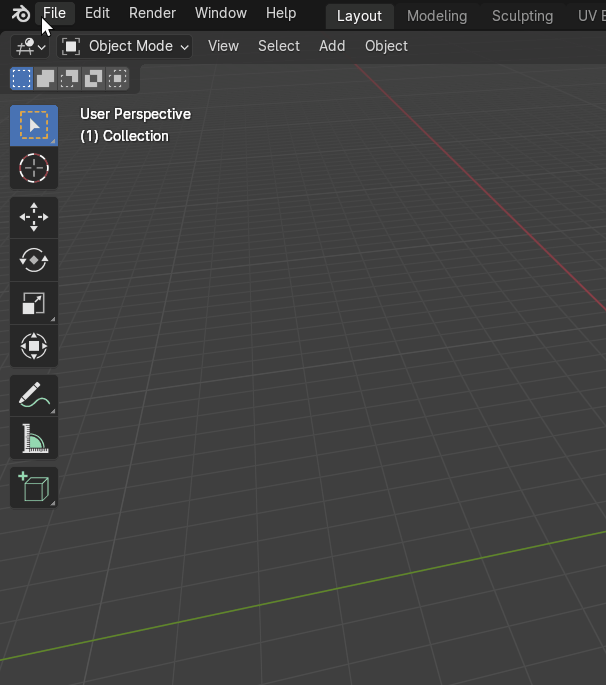 File Edit Render Window Help Layout Modeling Sculpting UV
Object Mode View Select Add Object
User Perspective
(1) Collection